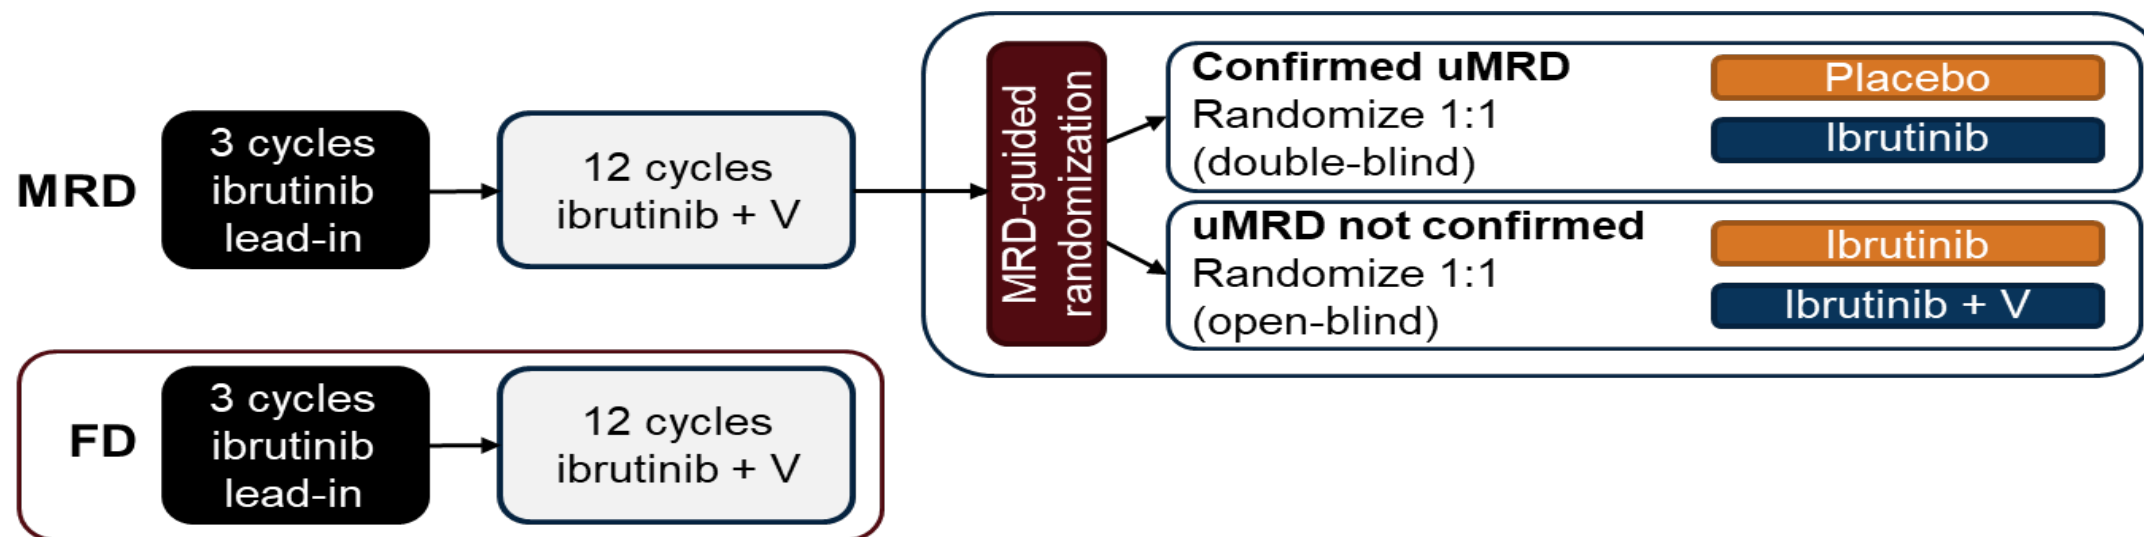 MRD
3 cycles
ibrutinib
lead-in
12 cycles
ibrutinib + V
MRD-guided
randomization
Confirmed uMRD
Randomize 1:1
(double-blind)
Placebo
Ibrutinib
uMRD not confirmed
Randomize 1:1
(open-blind)
Ibrutinib
Ibrutinib + V
FD
3 cycles
ibrutinib
lead-in
12 cycles
ibrutinib + V